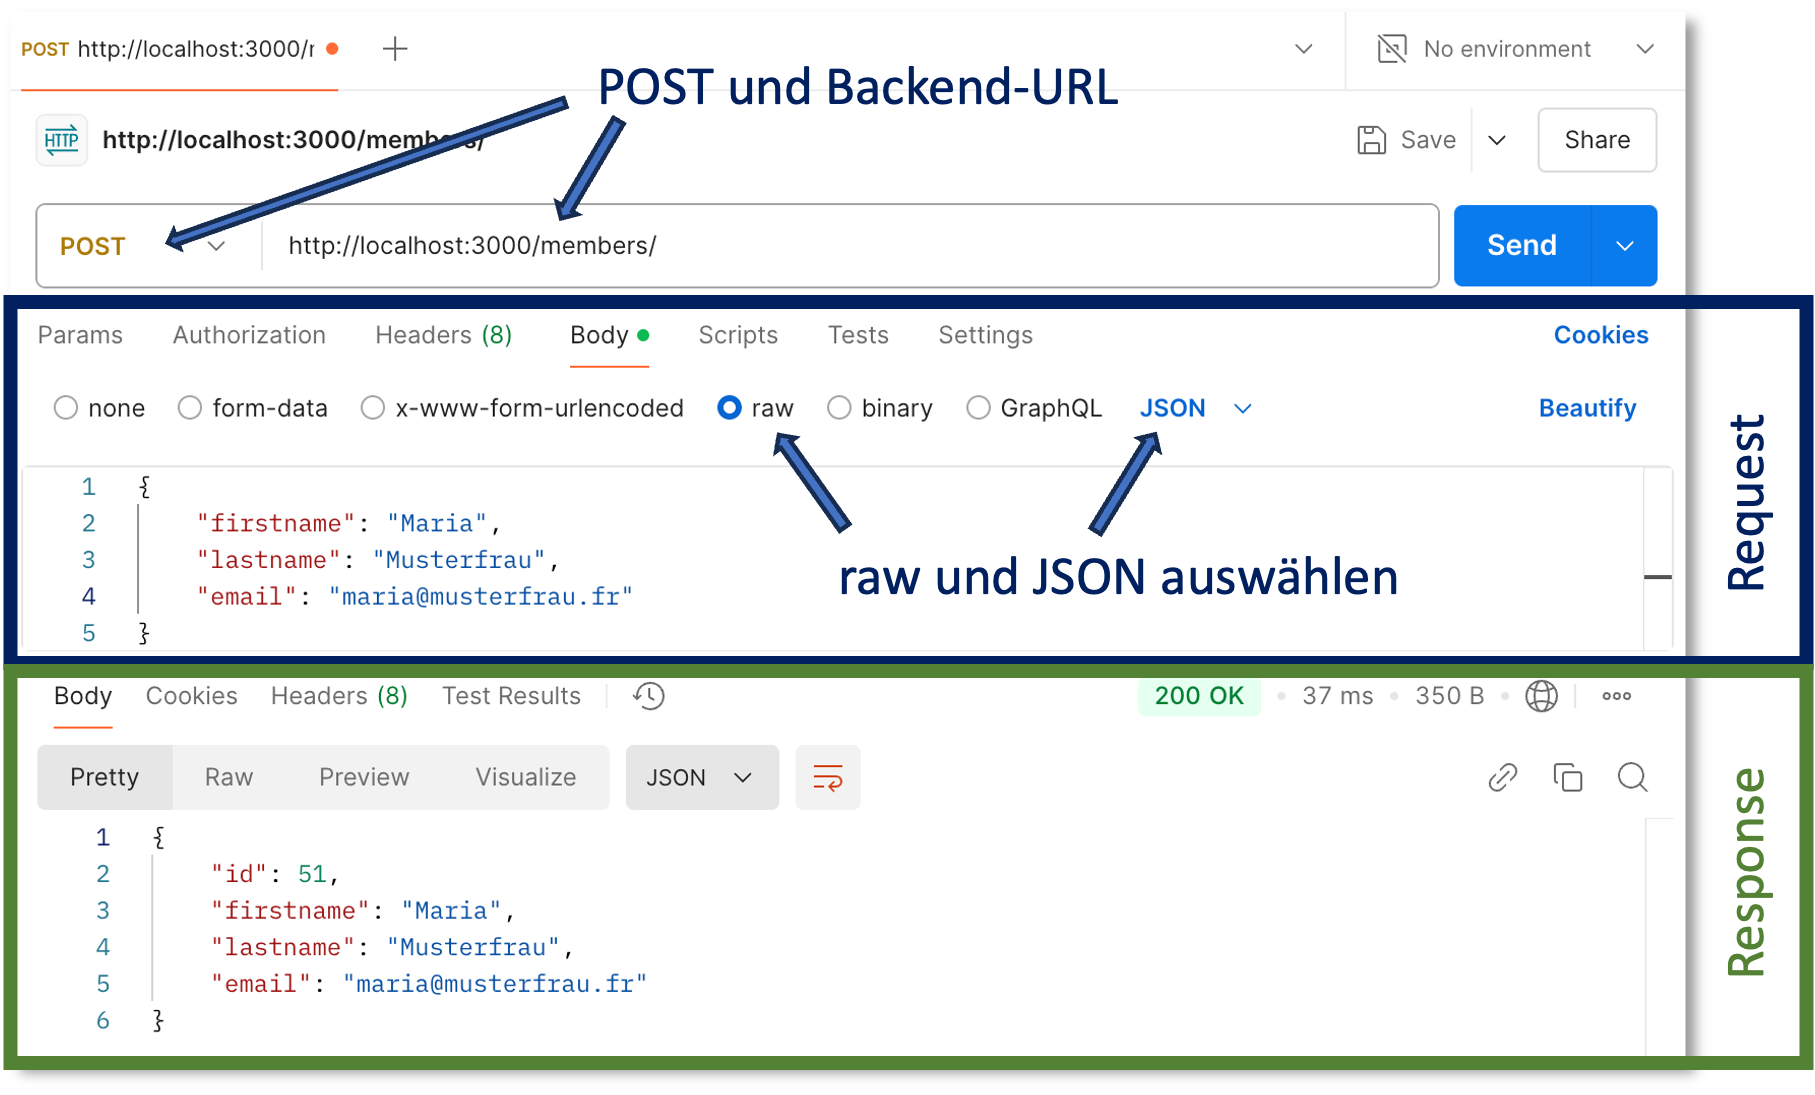 POST http://localhost:3000/r
No environment
POST und Backend-URL
HTTP http://localhost:3000/members/
Save
Share
POST http://localhost:3000/members/
Send
Params Authorization Headers (8) Body Scripts Tests Settings Cookies
none form-data x-www-form-urlencoded raw binary GraphQL JSON Beautify
1 {
2 "firstname": "Maria",
3 "lastname": "Musterfrau",
4 "email": "maria@musterfrau.fr"
5 }
raw und JSON auswählen
Request
Body Cookies Headers (8) Test Results 200 OK • 37 ms • 350 B •
Pretty Raw Preview Visualize JSON
1 {
2 "id": 51,
3 "firstname": "Maria",
4 "lastname": "Musterfrau",
5 "email": "maria@musterfrau.fr"
6 }
Response